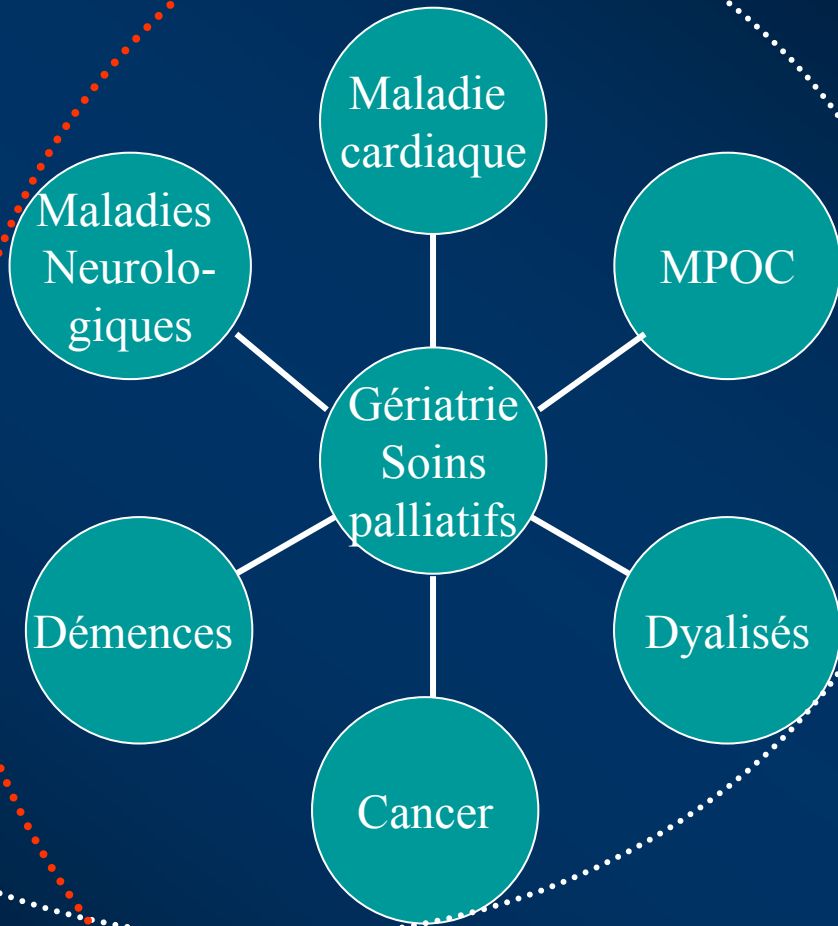 Maladie
cardiaque
Maladies
Neurolo-
giques
MPOC
Gériatrie
Soins
palliatifs
Démences
Dyalisés
Cancer